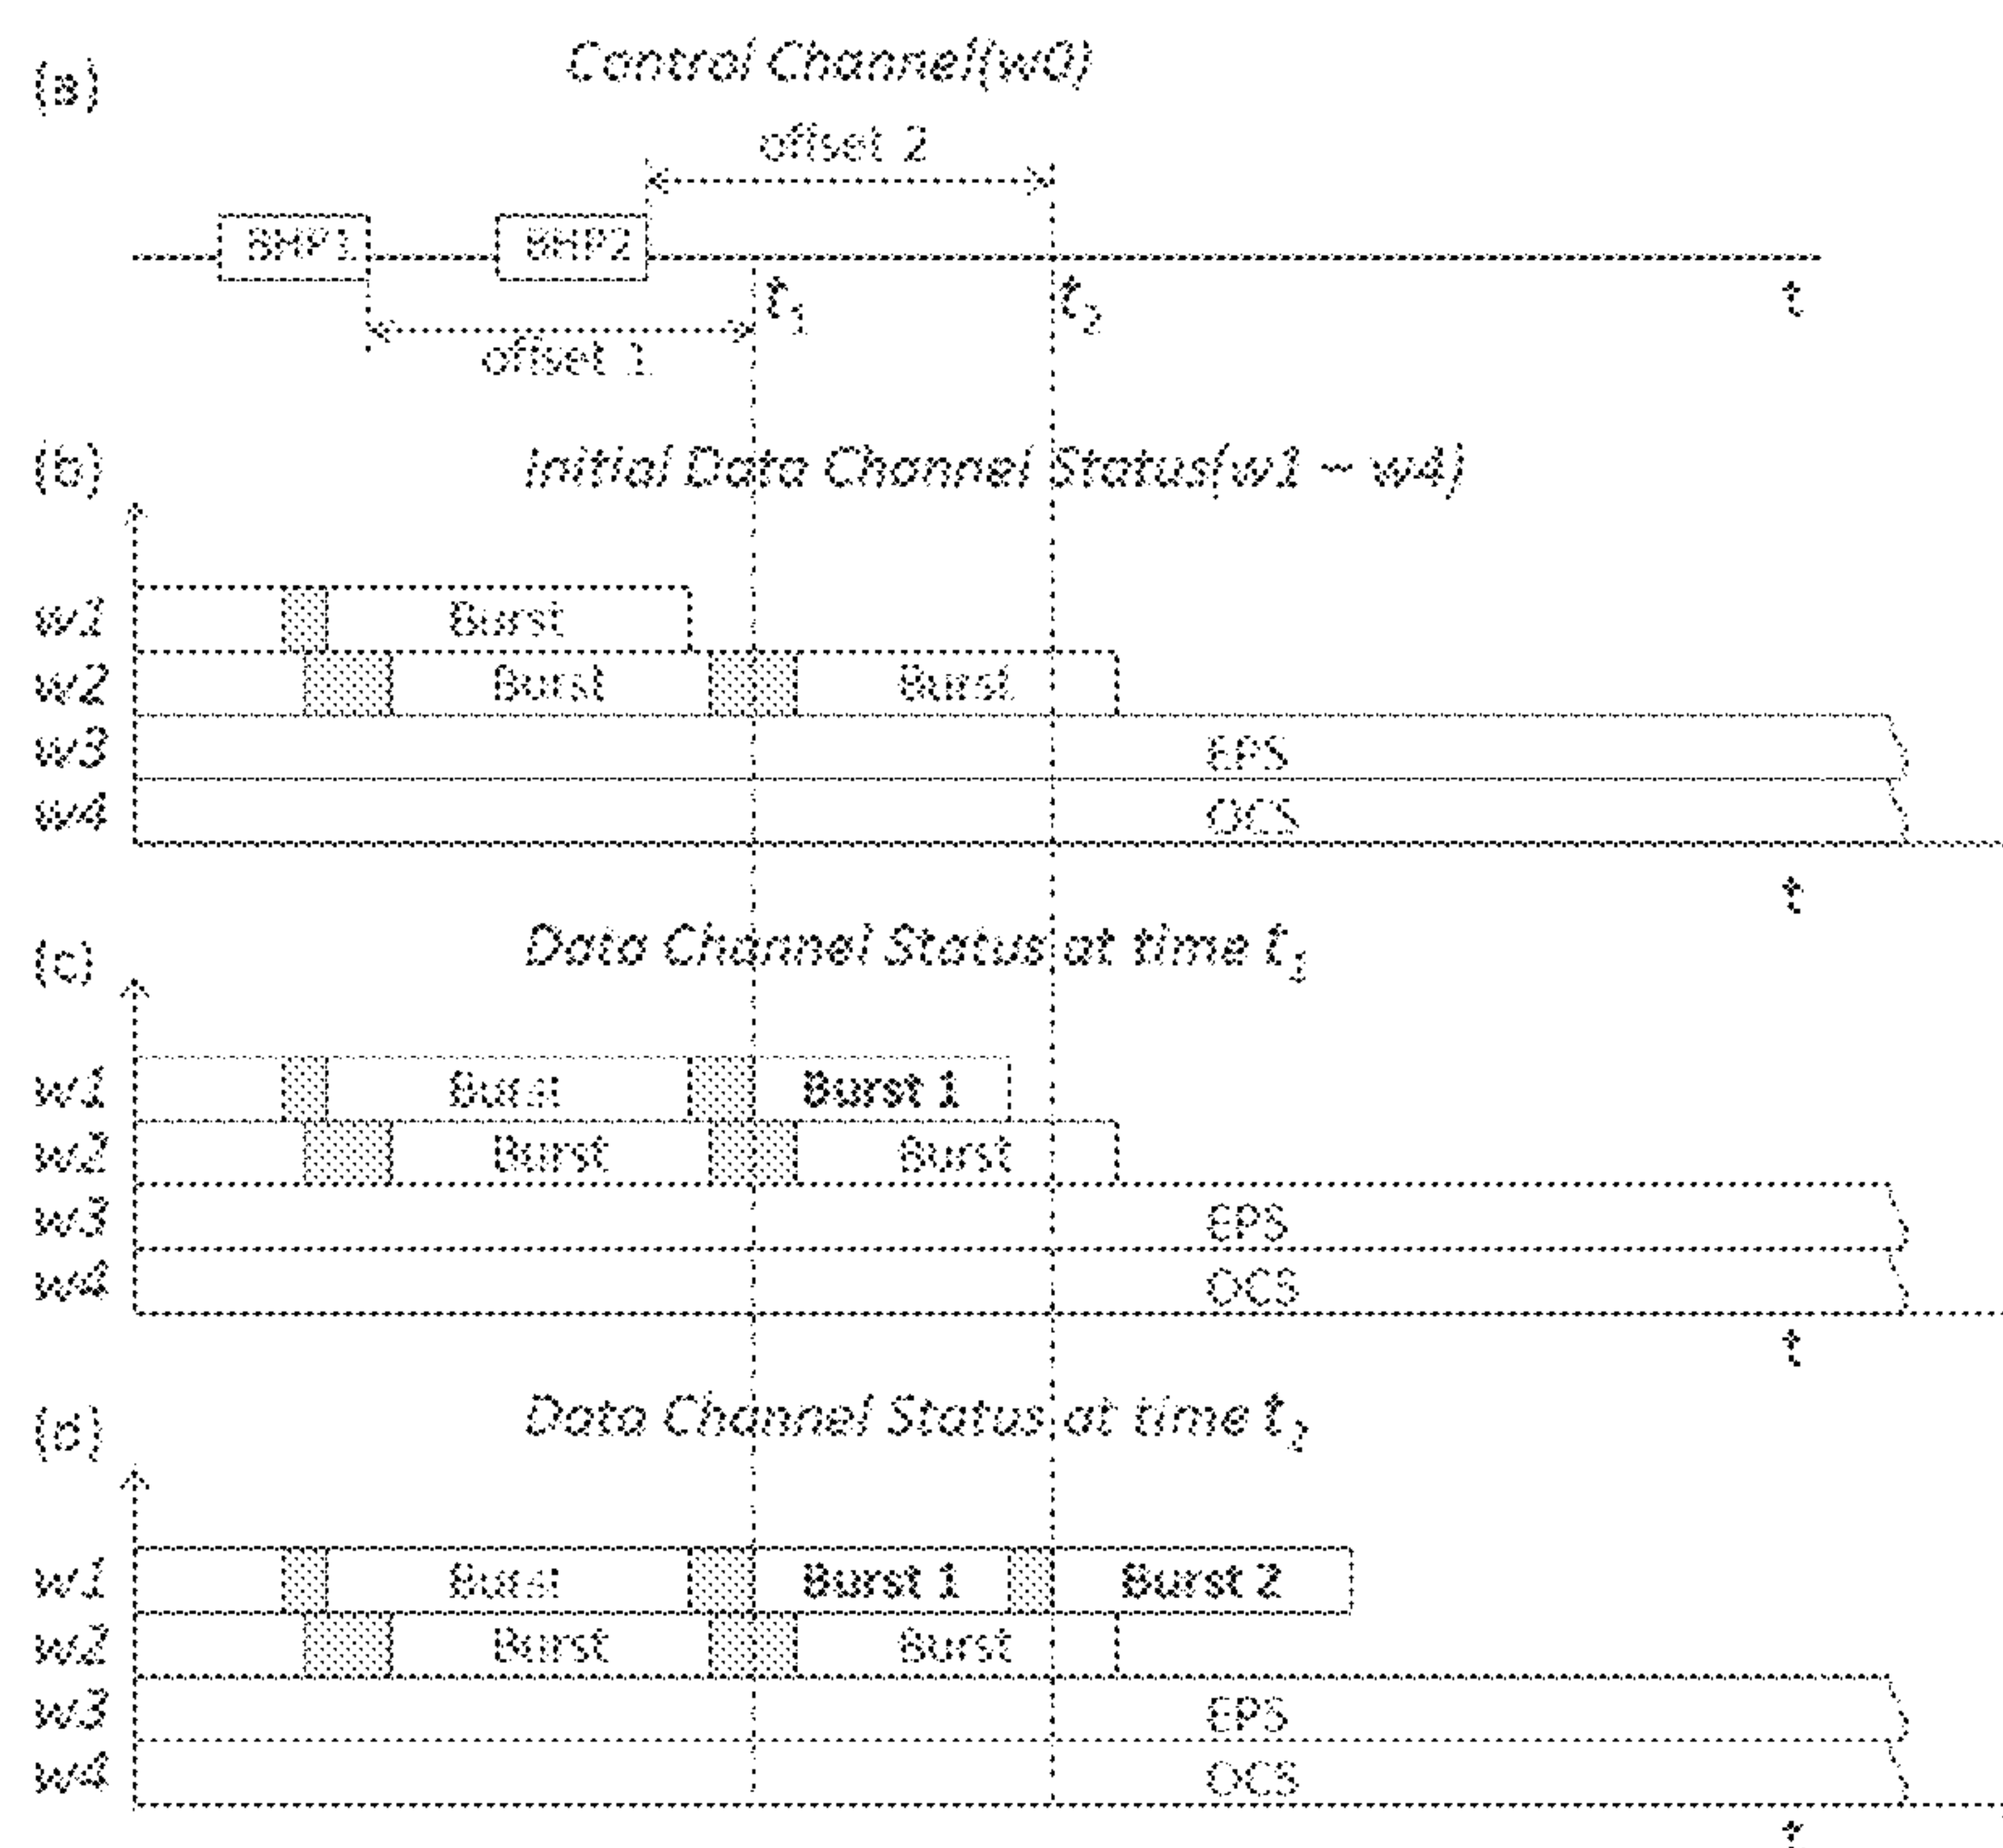 (a)
Control Channel(w0)
offset 2
BHP1
BHP2
t1
t2
t
offset 1
(b)
Initial Data Channel Status(w1 ~ w4)
w1
Burst
w2
Burst
Burst
w3
EPS
w4
OCS
t
(c)
Data Channel Status at time t1
w1
Burst
Burst 1
w2
Burst
Burst
w3
EPS
w4
OCS
t
(d)
Data Channel Status at time t2
w1
Burst
Burst 1
Burst 2
w2
Burst
Burst
w3
EPS
w4
OCS
t